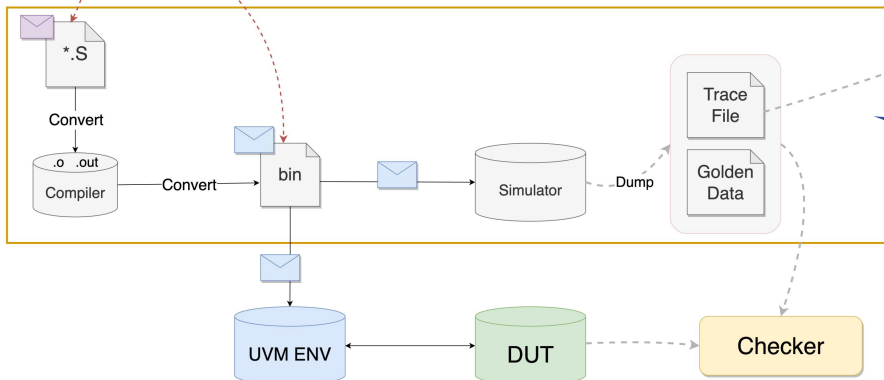 *.S
Convert
.o .out
Compiler
Convert
bin
Simulator
Dump
Trace
File
Golden
Data
UVM ENV
DUT
Checker